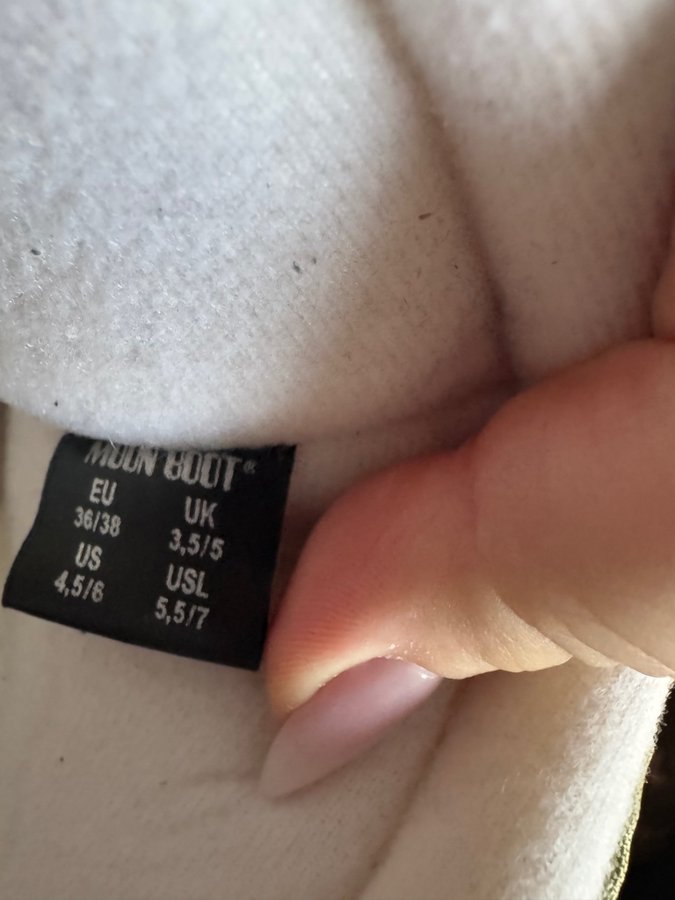 MOON BOOT®
EU
36/38
UK
3,5/5
US
4,5/6
USL
5,5/7